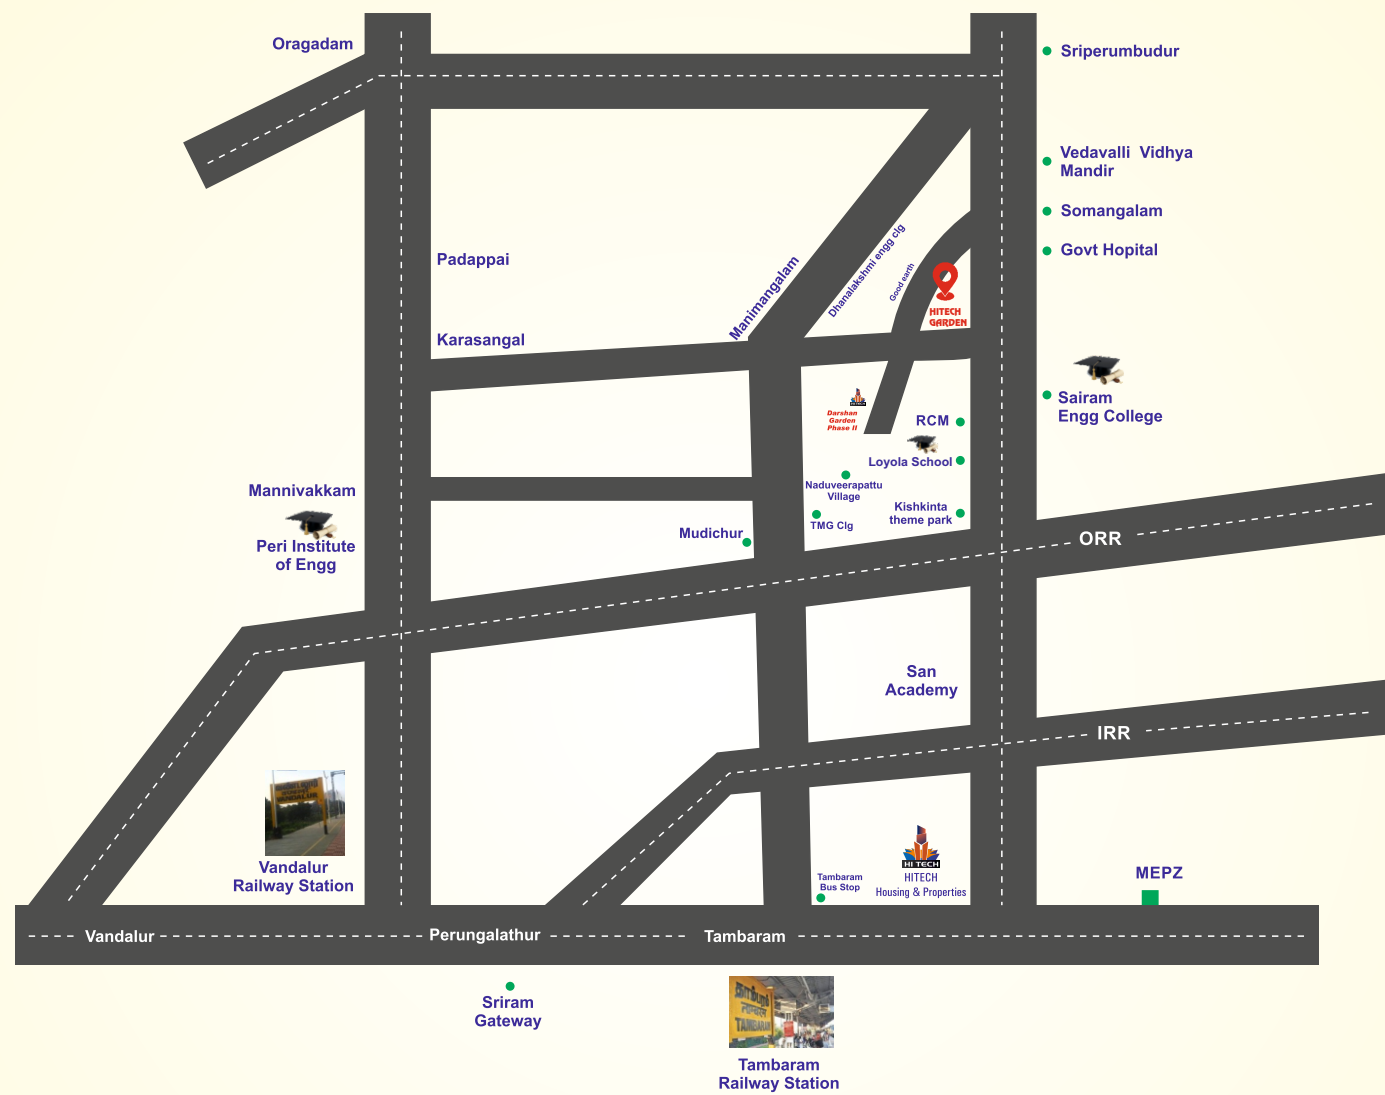 Oragadam
Sriperumbudur
Vedavalli Vidhya
Mandir
Somangalam
Govt Hopital
Padappai
Karasangal
Manimangalam
Dhanalakshmi engg clg
Good earth
HITECH
GARDEN
Sairam
Engg College
Darshan
Garden
Phase II
RCM
Loyola School
Naduveerapattu
Village
Kishkinta
theme park
TMG Clg
Mannivakkam
Peri Institute
of Engg
Mudichur
ORR
San
Academy
IRR
Vandalur
Railway Station
HI TECH
HITECH
Housing & Properties
Tambaram
Bus Stop
MEPZ
Vandalur
Perungalathur
Tambaram
Sriram
Gateway
தாம்பரம்
TAMBARAM
Tambaram
Railway Station